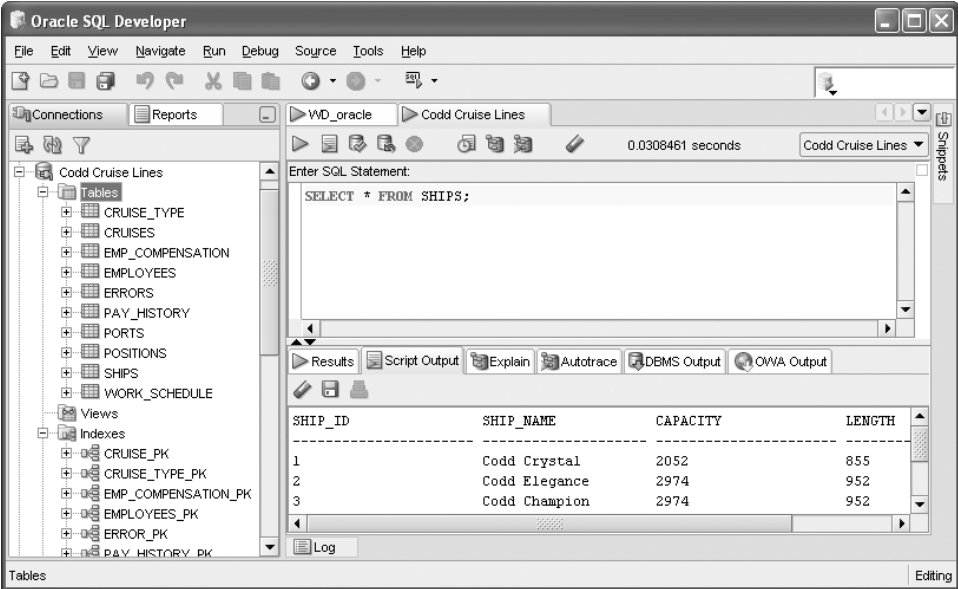 Oracle SQL Developer
File Edit View Navigate Run Debug Source Tools Help
Connections Reports
WD_oracle Codd Cruise Lines
0.0308461 seconds Codd Cruise Lines
Snippets
Codd Cruise Lines
Tables
CRUISE_TYPE
CRUISES
EMP_COMPENSATION
EMPLOYEES
ERRORS
PAY_HISTORY
PORTS
POSITIONS
SHIPS
WORK_SCHEDULE
Views
Indexes
CRUISE_PK
CRUISE_TYPE_PK
EMP_COMPENSATION_PK
EMPLOYEES_PK
ERROR_PK
PAY_HISTORY_PK
Enter SQL Statement:
SELECT * FROM SHIPS;
Results Script Output Explain Autotrace DBMS Output OWA Output
SHIP_ID SHIP_NAME CAPACITY LENGTH
1 Codd Crystal 2052 855
2 Codd Elegance 2974 952
3 Codd Champion 2974 952
Log
Tables Editing